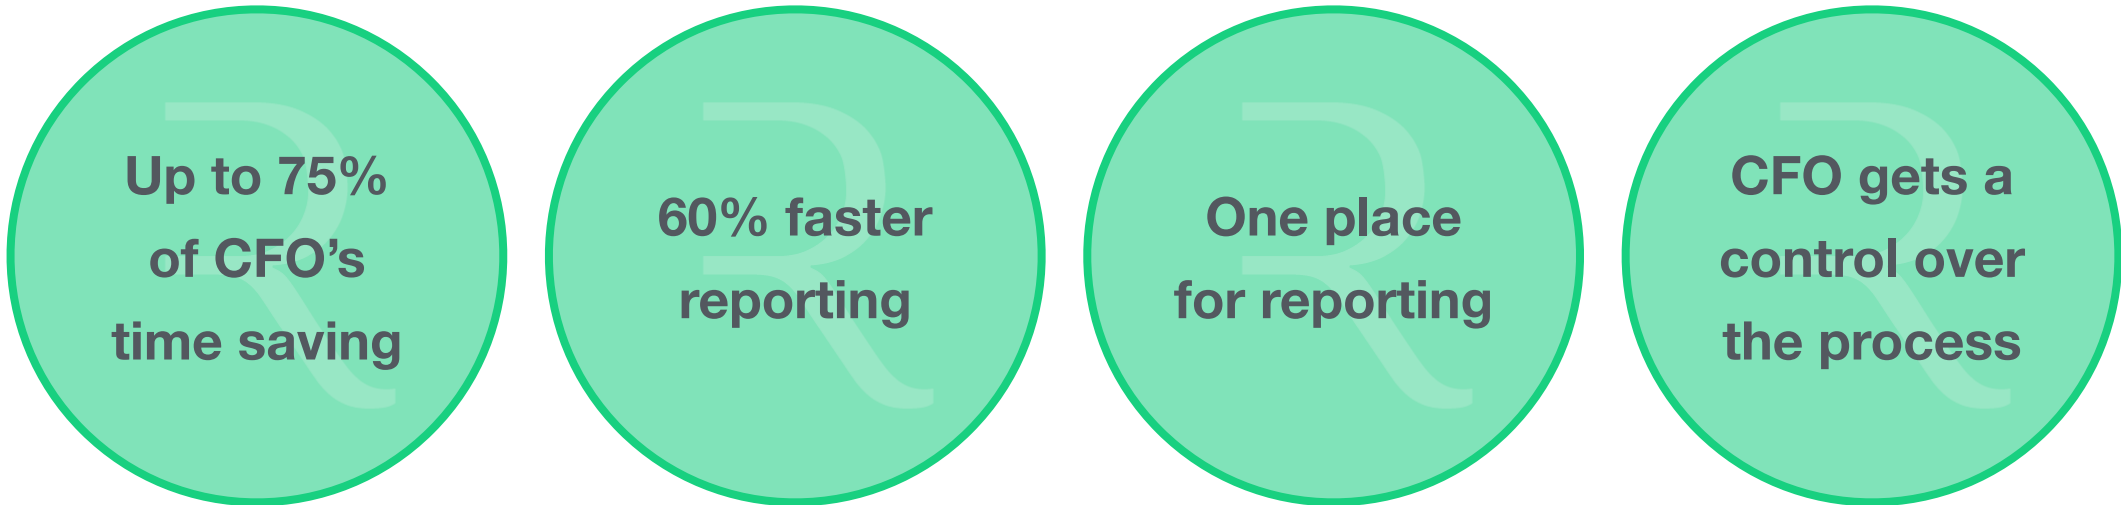 Up to 75%
of CFO’s
time saving
60% faster
reporting
One place
for reporting
CFO gets a
control over
the process